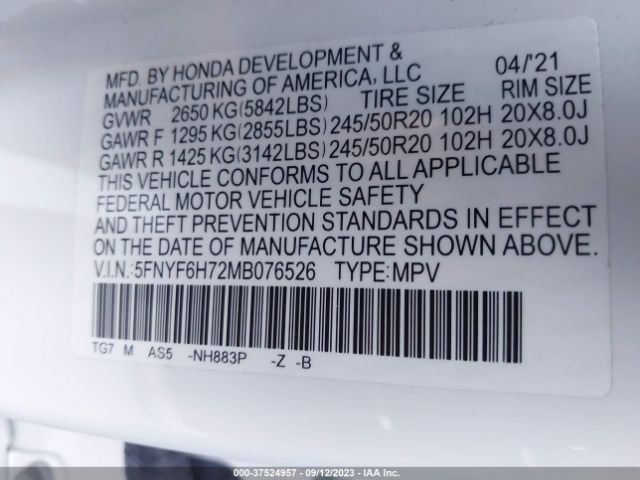 MFD. BY HONDA DEVELOPMENT & 04/'21
MANUFACTURING OF AMERICA, LLC RIM SIZE
GVWR 2650 KG(5842LBS) TIRE SIZE
GAWR F 1295 KG(2855LBS) 245/50R20 102H 20X8.0J
GAWR R 1425 KG(3142LBS) 245/50R20 102H 20X8.0J
THIS VEHICLE CONFORMS TO ALL APPLICABLE
FEDERAL MOTOR VEHICLE SAFETY
AND THEFT PREVENTION STANDARDS IN EFFECT
ON THE DATE OF MANUFACTURE SHOWN ABOVE.
V.I.N.:5FNYF6H72MB076526 TYPE:MPV
TG7 M AS5 -NH883P -Z -B
000-37524957 - 09/12/2023 - IAA Inc.